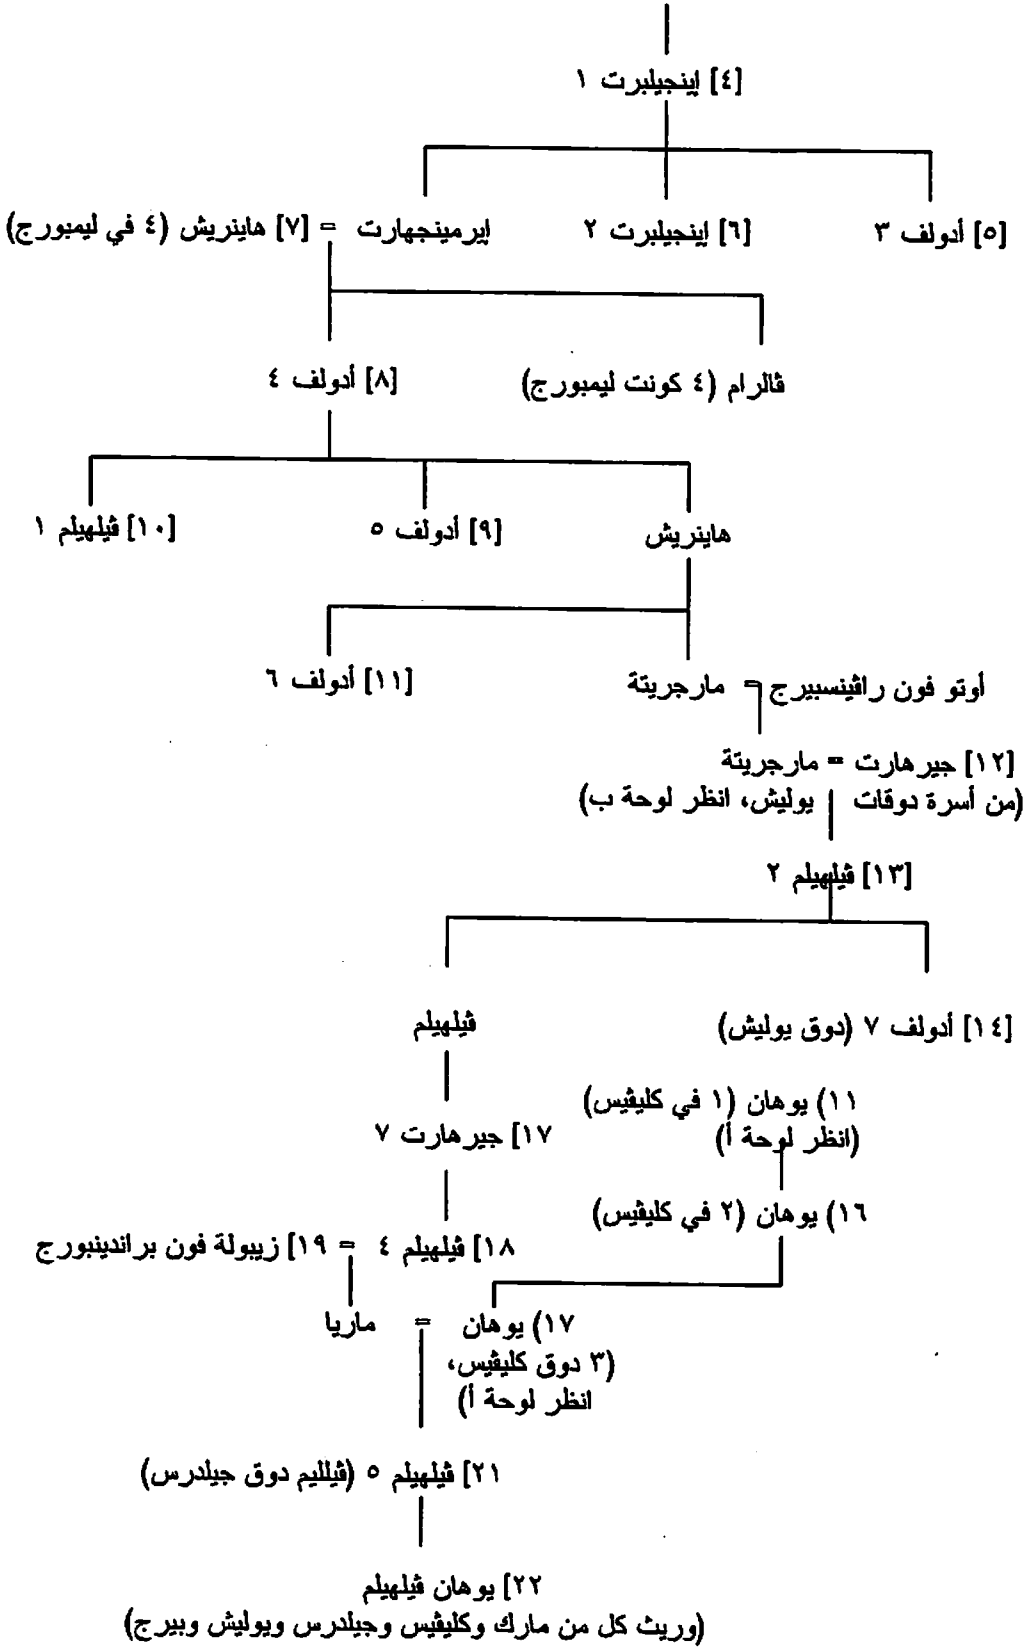 [٤] إينجيلبرت ١
[٥] أدولف ٣ [٦] إينجيلبرت ٢ إيرمينجهارت = [٧] هاينريش (٤ في ليمبورج)
ڤالرام (٤ كونت ليمبورج) [٨] أدولف ٤
هاينريش [٩] أدولف ٥ [١٠] ڤيلهيلم ١
أوتو فون راڤينسبيرج = مارجريتة [١١] أدولف ٦
[١٢] جيرهارت = مارجريتة
(من أسرة دوقات يوليش، انظر لوحة ب)
[١٣] ڤيلهيلم ٢
[١٤] أدولف ٧ (دوق يوليش) ڤيلهيلم
١١) يوهان (١ في كليڤيس)
(انظر لوحة أ)
١٧] جيرهارت ٧
١٦) يوهان (٢ في كليڤيس)
١٨] ڤيلهيلم ٤ = ١٩] زيبولة فون براندينبورج
١٧) يوهان = ماريا
(٣ دوق كليڤيس،
انظر لوحة أ)
٢١] ڤيلهيلم ٥ (ڤيلليم دوق جيلدرس)
٢٢] يوهان ڤيلهيلم
(وريث كل من مارك وكليڤيس وجيلدرس ويوليش وبيرج)